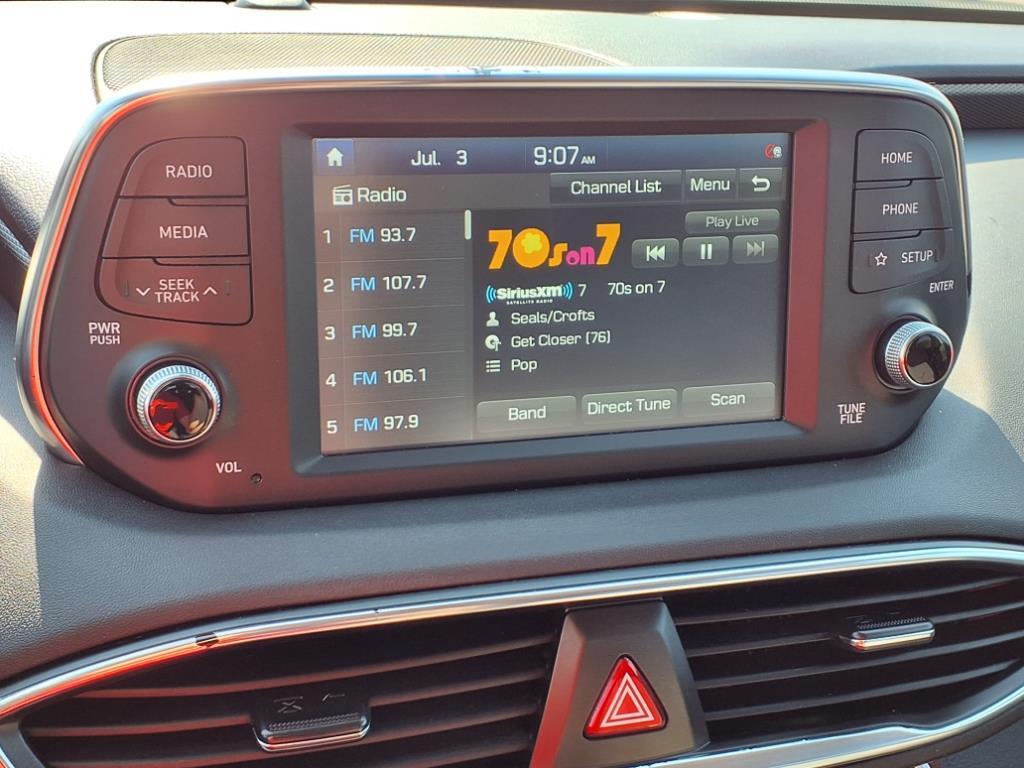 RADIO
MEDIA
SEEK
TRACK
PWR
PUSH
VOL
Jul. 3 9:07 AM
Radio Channel List Menu
1 FM 93.7
2 FM 107.7
3 FM 99.7
4 FM 106.1
5 FM 97.9
70s on 7
Play Live
SiriusXM 7 70s on 7
SATELLITE RADIO
Seals/Crofts
Get Closer (76)
Pop
Band Direct Tune Scan
HOME
PHONE
SETUP
ENTER
TUNE
FILE